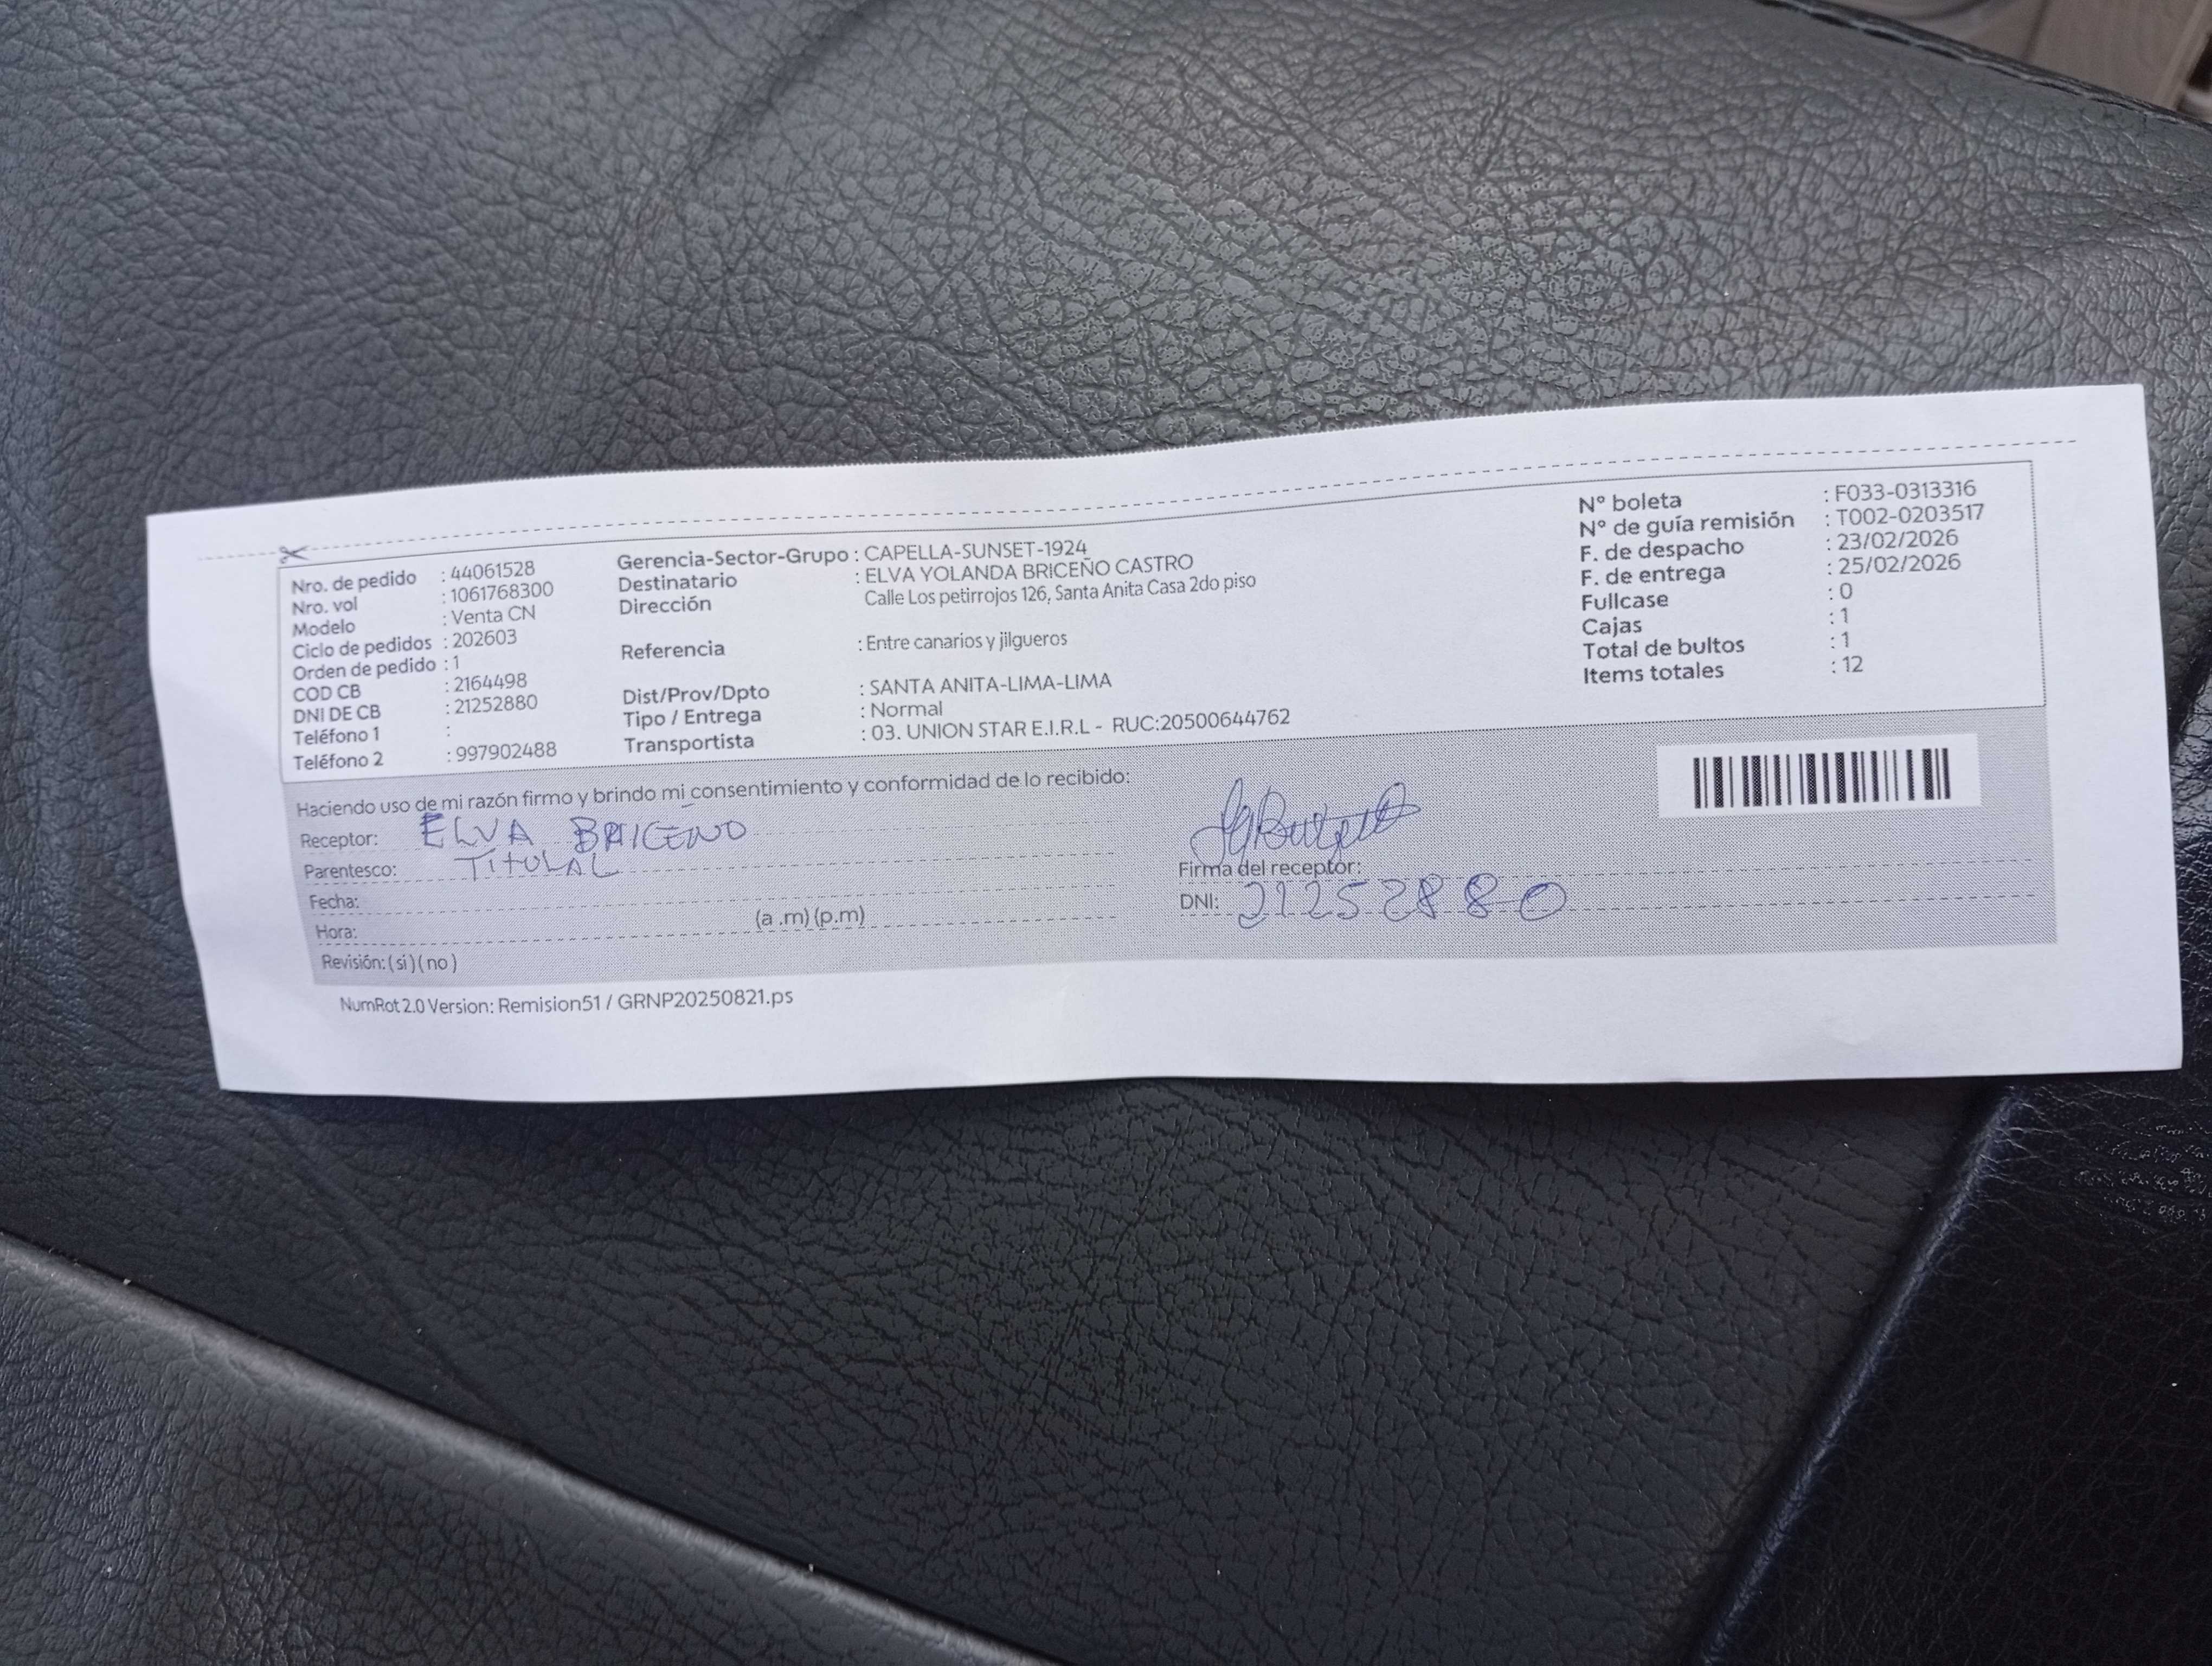 Nro. de pedido : 44061528
Nro. vol : 1061768300
Modelo : Venta CN
Ciclo de pedidos : 202603
Orden de pedido : 1
COD CB : 2164498
DNI DE CB : 21252880
Teléfono 1 :
Teléfono 2 : 997902488
Gerencia-Sector-Grupo : CAPELLA-SUNSET-1924
Destinatario : ELVA YOLANDA BRICEÑO CASTRO
Dirección Calle Los petirrojos 126, Santa Anita Casa 2do piso
Referencia : Entre canarios y jilgueros
Dist/Prov/Dpto : SANTA ANITA-LIMA-LIMA
Tipo / Entrega : Normal
Transportista : 03. UNION STAR E.I.R.L - RUC:20500644762
N° boleta : F033-0313316
N° de guía remisión : T002-0203517
F. de despacho : 23/02/2026
F. de entrega : 25/02/2026
Fullcase : 0
Cajas : 1
Total de bultos : 1
Items totales : 12
Haciendo uso de mi razón firmo y brindo mi consentimiento y conformidad de lo recibido:
Receptor: ELVA BRICENO
Parentesco: TITULAL
Fecha:
Hora: (a .m) (p.m)
Revisión: (si) (no)
Firma del receptor:
DNI: 21252880
NumRot 2.0 Version: Remision51 / GRNP20250821.ps